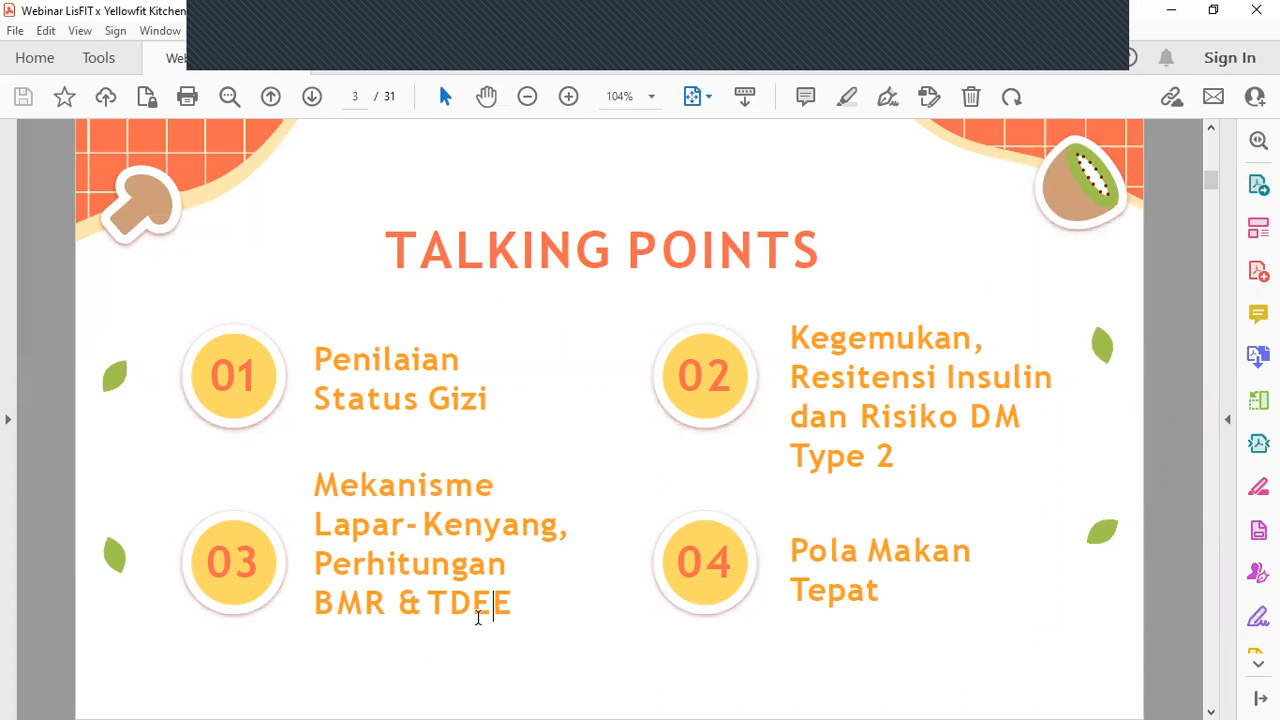 Webinar LisFIT x Yellowfit Kitchen
File Edit View Sign Window
Home Tools Web
Sign In
3 / 31
104%
TALKING POINTS
01
Penilaian
Status Gizi
02
Kegemukan,
Resitensi Insulin
dan Risiko DM
Type 2
03
Mekanisme
Lapar-Kenyang,
Perhitungan
BMR & TDEE
04
Pola Makan
Tepat